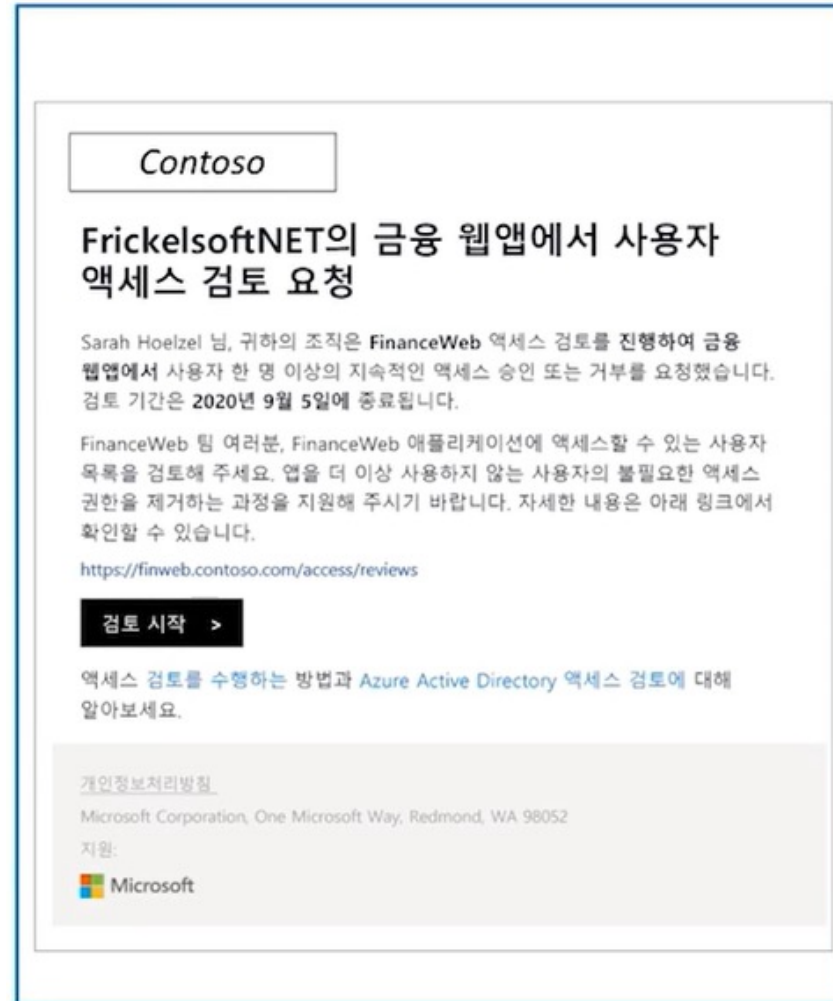 Contoso
FrickelsoftNET의 금융 웹앱에서 사용자
액세스 검토 요청
Sarah Hoelzel 님, 귀하의 조직은 FinanceWeb 액세스 검토를 진행하여 금융
웹앱에서 사용자 한 명 이상의 지속적인 액세스 승인 또는 거부를 요청했습니다.
검토 기간은 2020년 9월 5일에 종료됩니다.
FinanceWeb 팀 여러분, FinanceWeb 애플리케이션에 액세스할 수 있는 사용자
목록을 검토해 주세요. 앱을 더 이상 사용하지 않는 사용자의 불필요한 액세스
권한을 제거하는 과정을 지원해 주시기 바랍니다. 자세한 내용은 아래 링크에서
확인할 수 있습니다.
https://finweb.contoso.com/access/reviews
검토 시작 >
액세스 검토를 수행하는 방법과 Azure Active Directory 액세스 검토에 대해
알아보세요.
개인정보처리방침
Microsoft Corporation, One Microsoft Way, Redmond, WA 98052
지원:
Microsoft